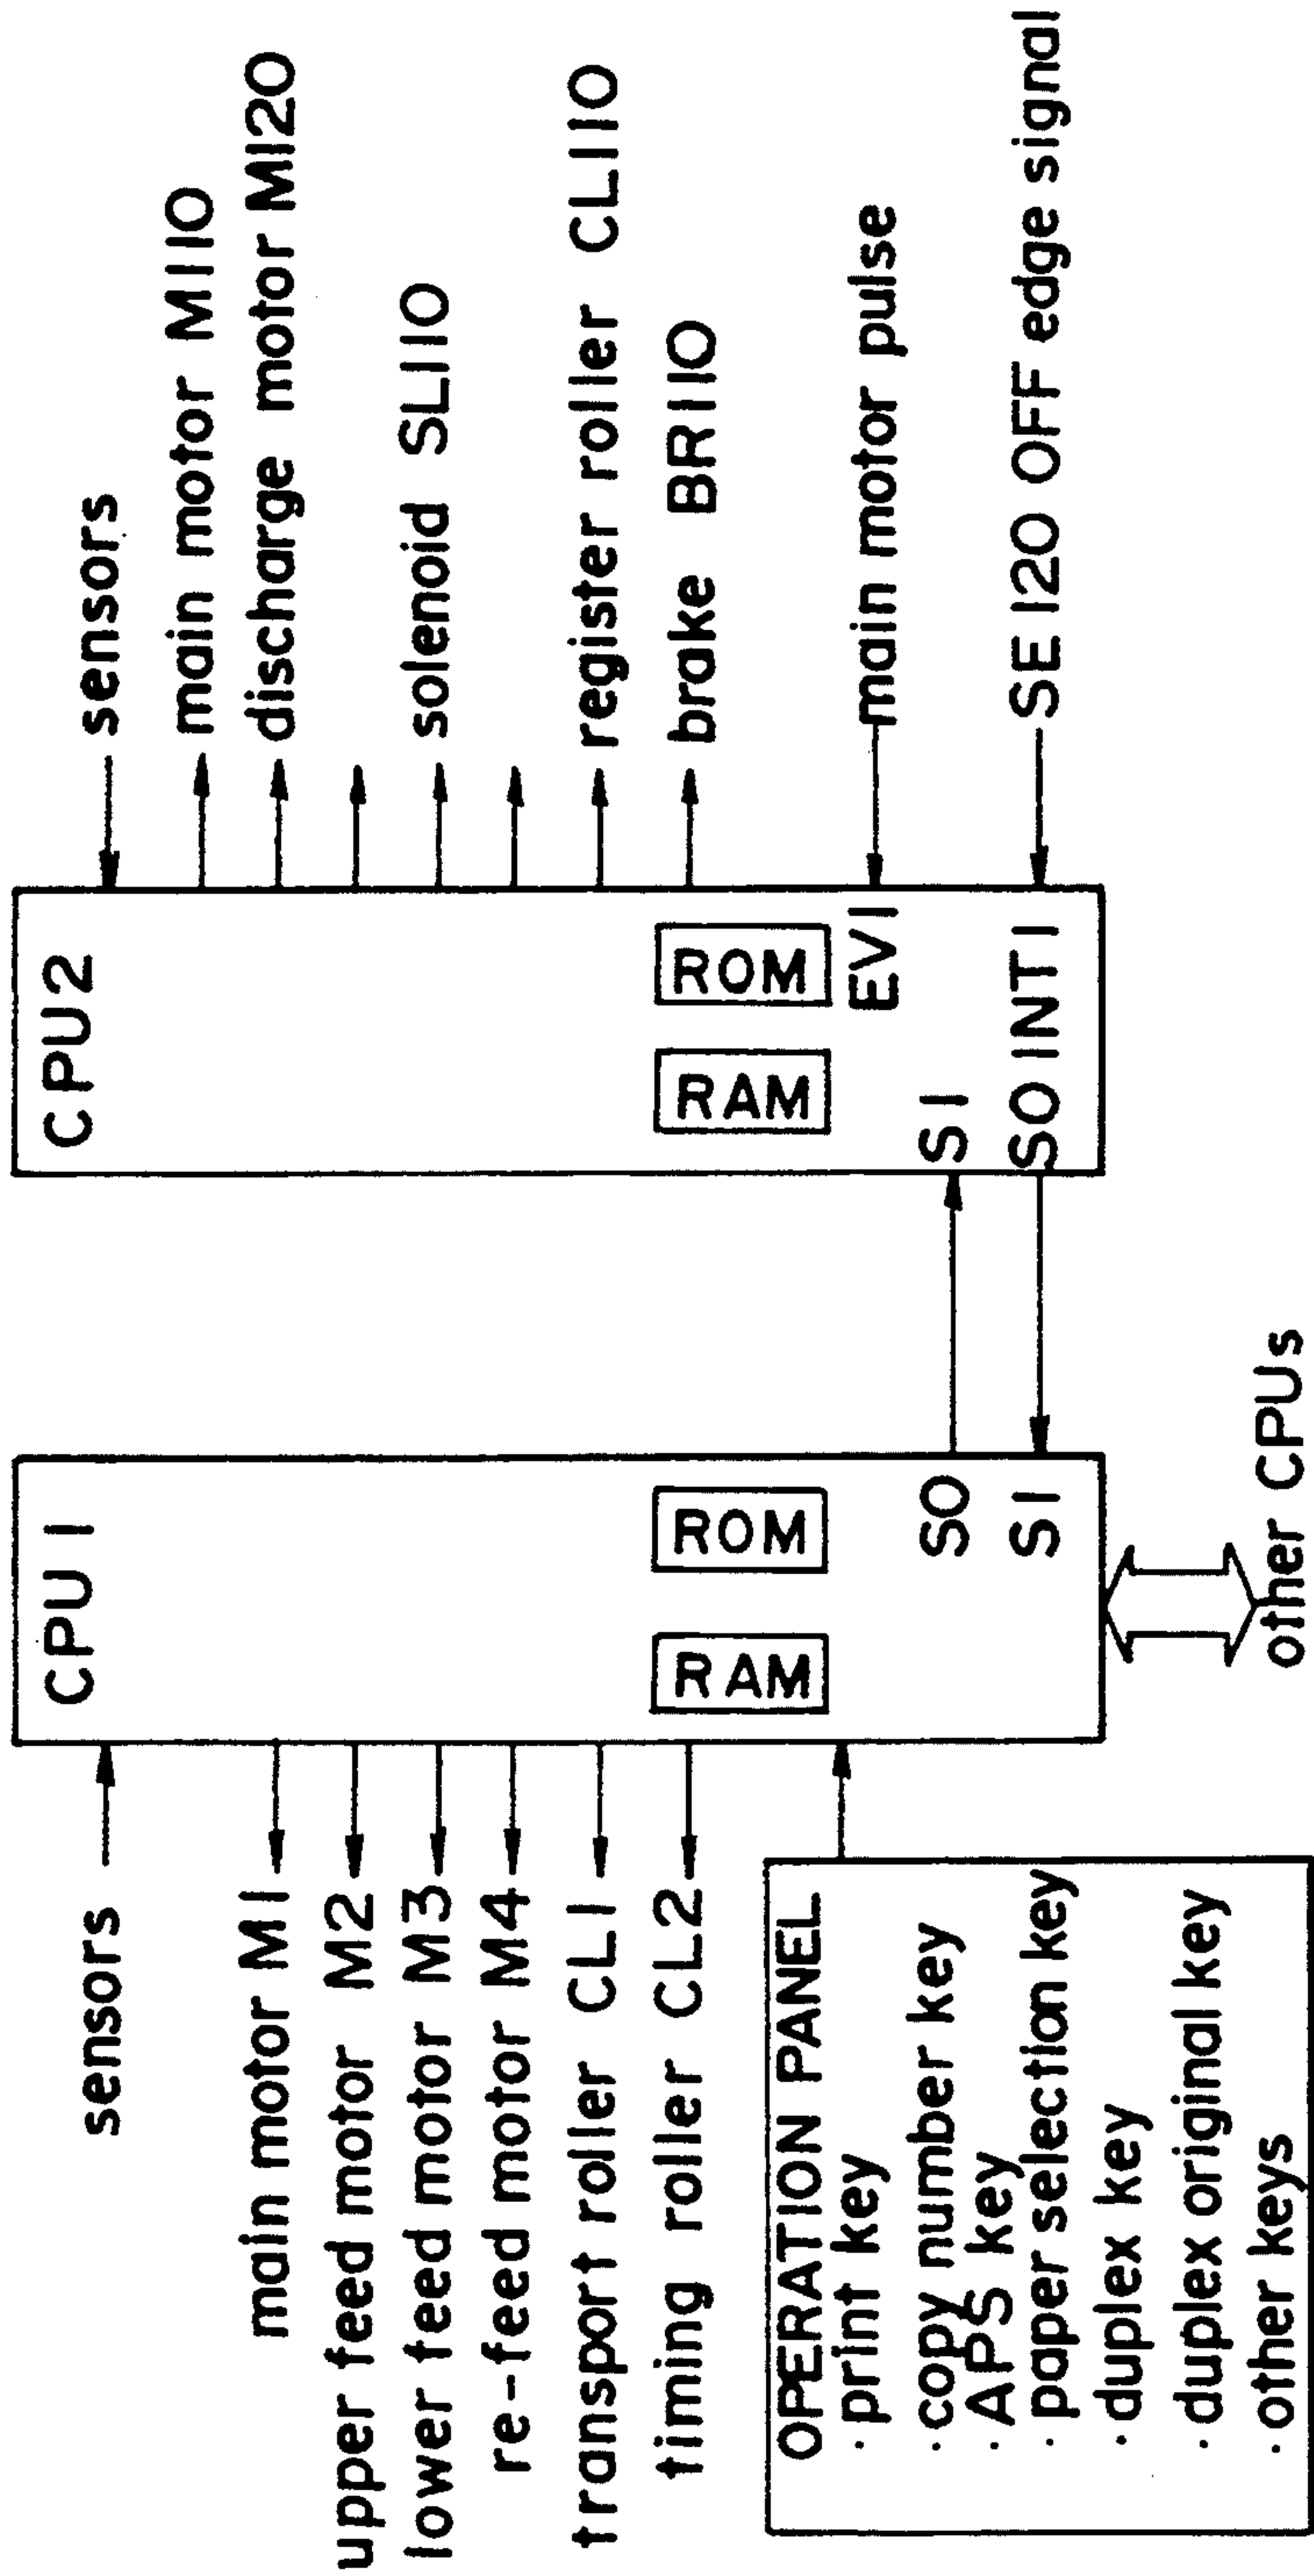 CPU 1
sensors
main motor M1
upper feed motor M2
lower feed motor M3
re-feed motor M4
transport roller CL1
timing roller CL2
RAM
ROM
SO
SI
OPERATION PANEL
· print key
· copy number key
· APS key
· paper selection key
· duplex key
· duplex original key
· other keys
other CPUs
CPU2
sensors
main motor M110
discharge motor M120
solenoid SL110
register roller CL110
brake BR110
RAM
ROM
EV1
main motor pulse
SI
SO INT1
SE 120 OFF edge signal